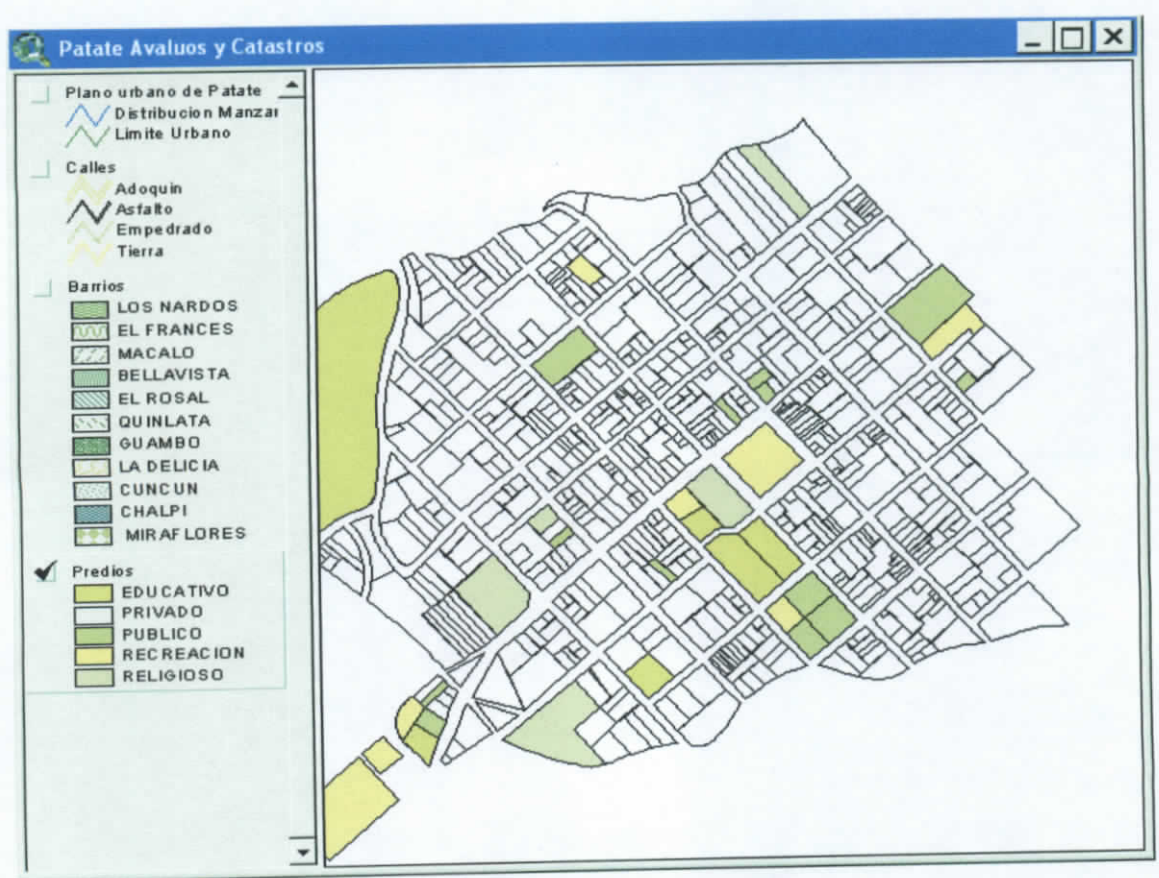 Patate Avaluos y Catastros
Plano urbano de Patate
Distribucion Manzar
Limite Urbano
Calles
Adoquin
Asfalto
Empedrado
Tierra
Barrios
LOS NARDOS
EL FRANCES
MACALO
BELLAVISTA
EL ROSAL
QUINLATA
GUAMBO
LA DELICIA
CUNCUN
CHALPI
MIRAFLORES
Predios
EDUCATIVO
PRIVADO
PUBLICO
RECREACION
RELIGIOSO